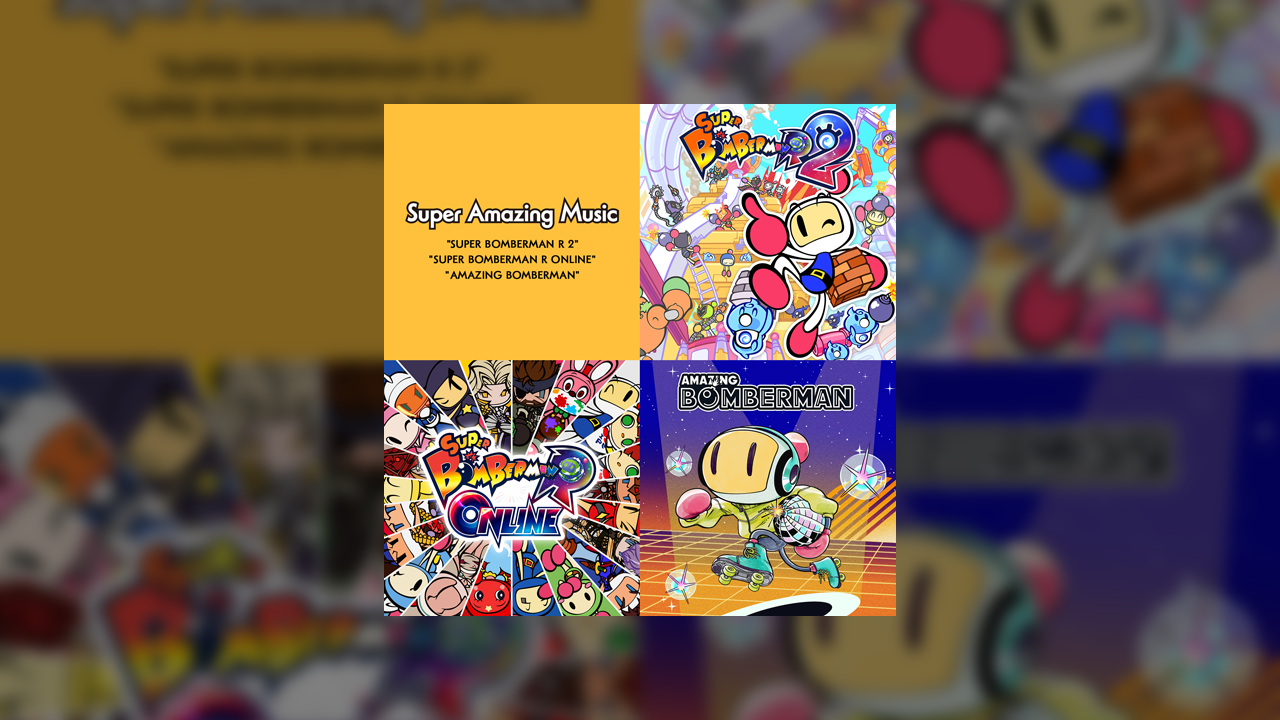 Super Amazing Music
"SUPER BOMBERMAN R 2"
"SUPER BOMBERMAN R ONLINE"
"AMAZING BOMBERMAN"
SUPER
BOMBERMAN R 2
SUPER
BOMBERMAN R
ONLINE
AMAZING
BOMBERMAN